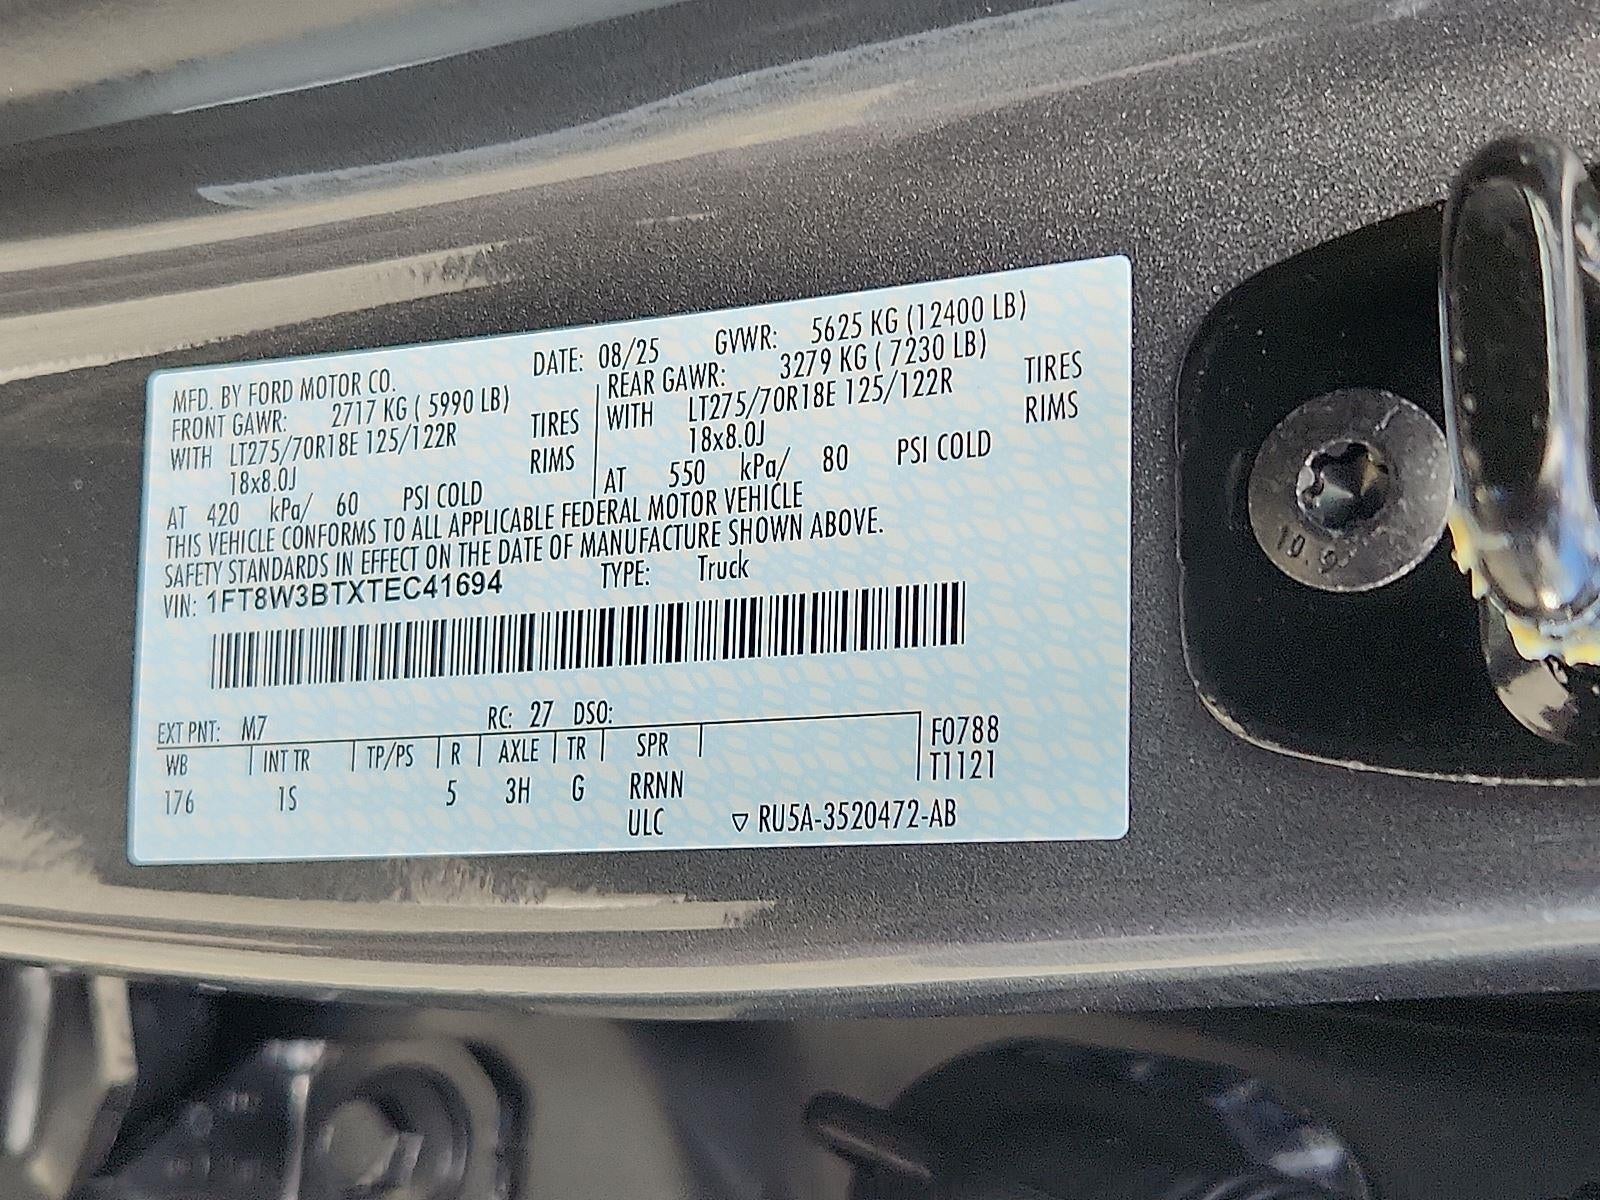 MFD. BY FORD MOTOR CO. DATE: 08/25 GVWR: 5625 KG (12400 LB)
FRONT GAWR: 2717 KG ( 5990 LB) REAR GAWR: 3279 KG ( 7230 LB)
WITH LT275/70R18E 125/122R TIRES WITH LT275/70R18E 125/122R TIRES
18x8.0J RIMS 18x8.0J RIMS
AT 420 kPa/ 60 PSI COLD AT 550 kPa/ 80 PSI COLD
THIS VEHICLE CONFORMS TO ALL APPLICABLE FEDERAL MOTOR VEHICLE
SAFETY STANDARDS IN EFFECT ON THE DATE OF MANUFACTURE SHOWN ABOVE.
VIN: 1FT8W3BTXTEC41694 TYPE: Truck
EXT PNT: M7 RC: 27 DSO:
WB INT TR TP/PS R AXLE TR SPR F0788
176 1S 5 3H G RRNN T1121
ULC ▽ RU5A-3520472-AB
10.9